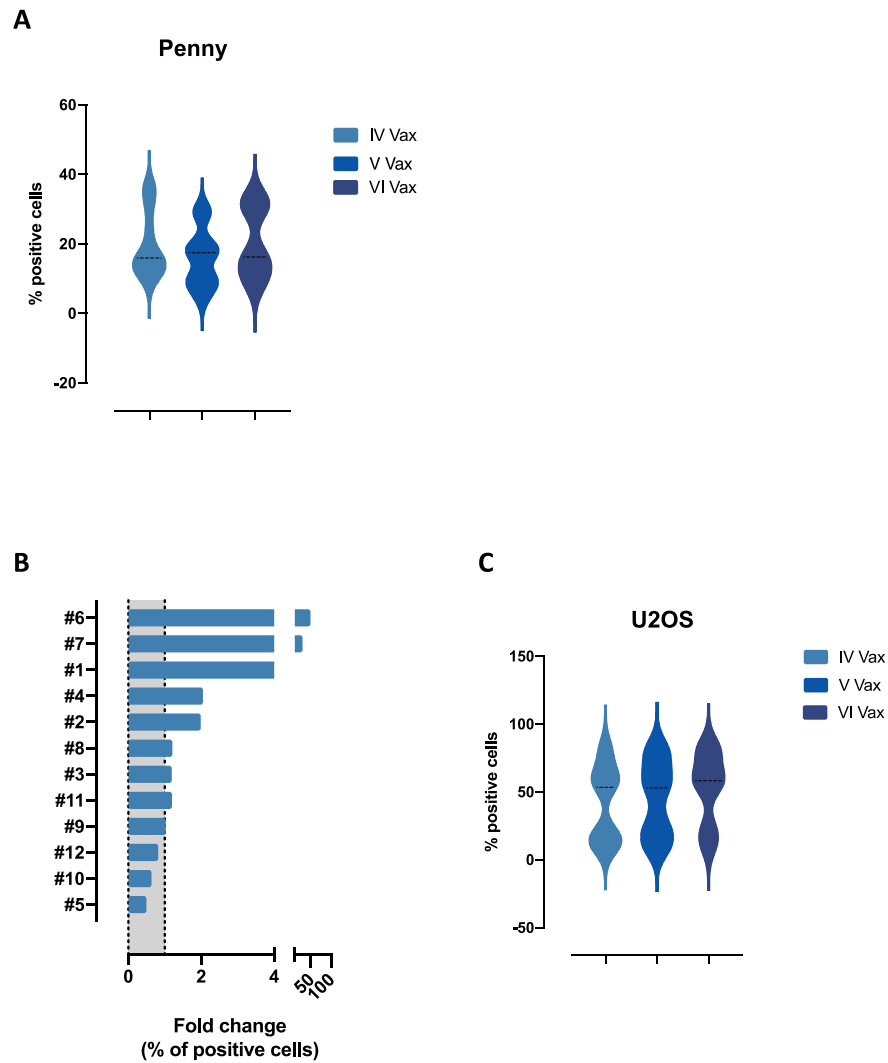 A
Penny
60
40
20
0
-20
% positive cells
IV Vax
V Vax
VI Vax
B
#6
#7
#1
#4
#2
#8
#3
#11
#9
#12
#10
#5
0
2
4
50
100
Fold change
(% of positive cells)
C
U2OS
150
100
50
0
-50
% positive cells
IV Vax
V Vax
VI Vax